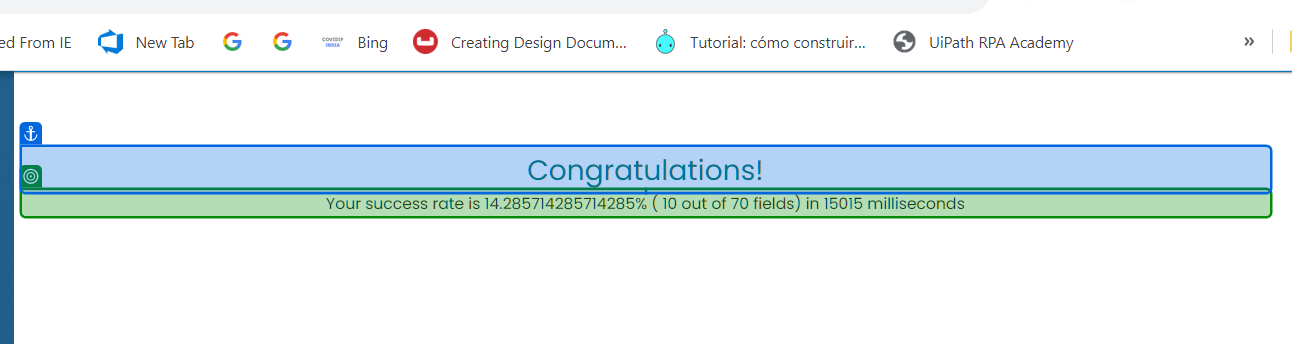 ed From IE New Tab COVID19 INDIA Bing Creating Design Docum... Tutorial: cómo construir... UiPath RPA Academy »
Congratulations!
Your success rate is 14.285714285714285% ( 10 out of 70 fields) in 15015 milliseconds